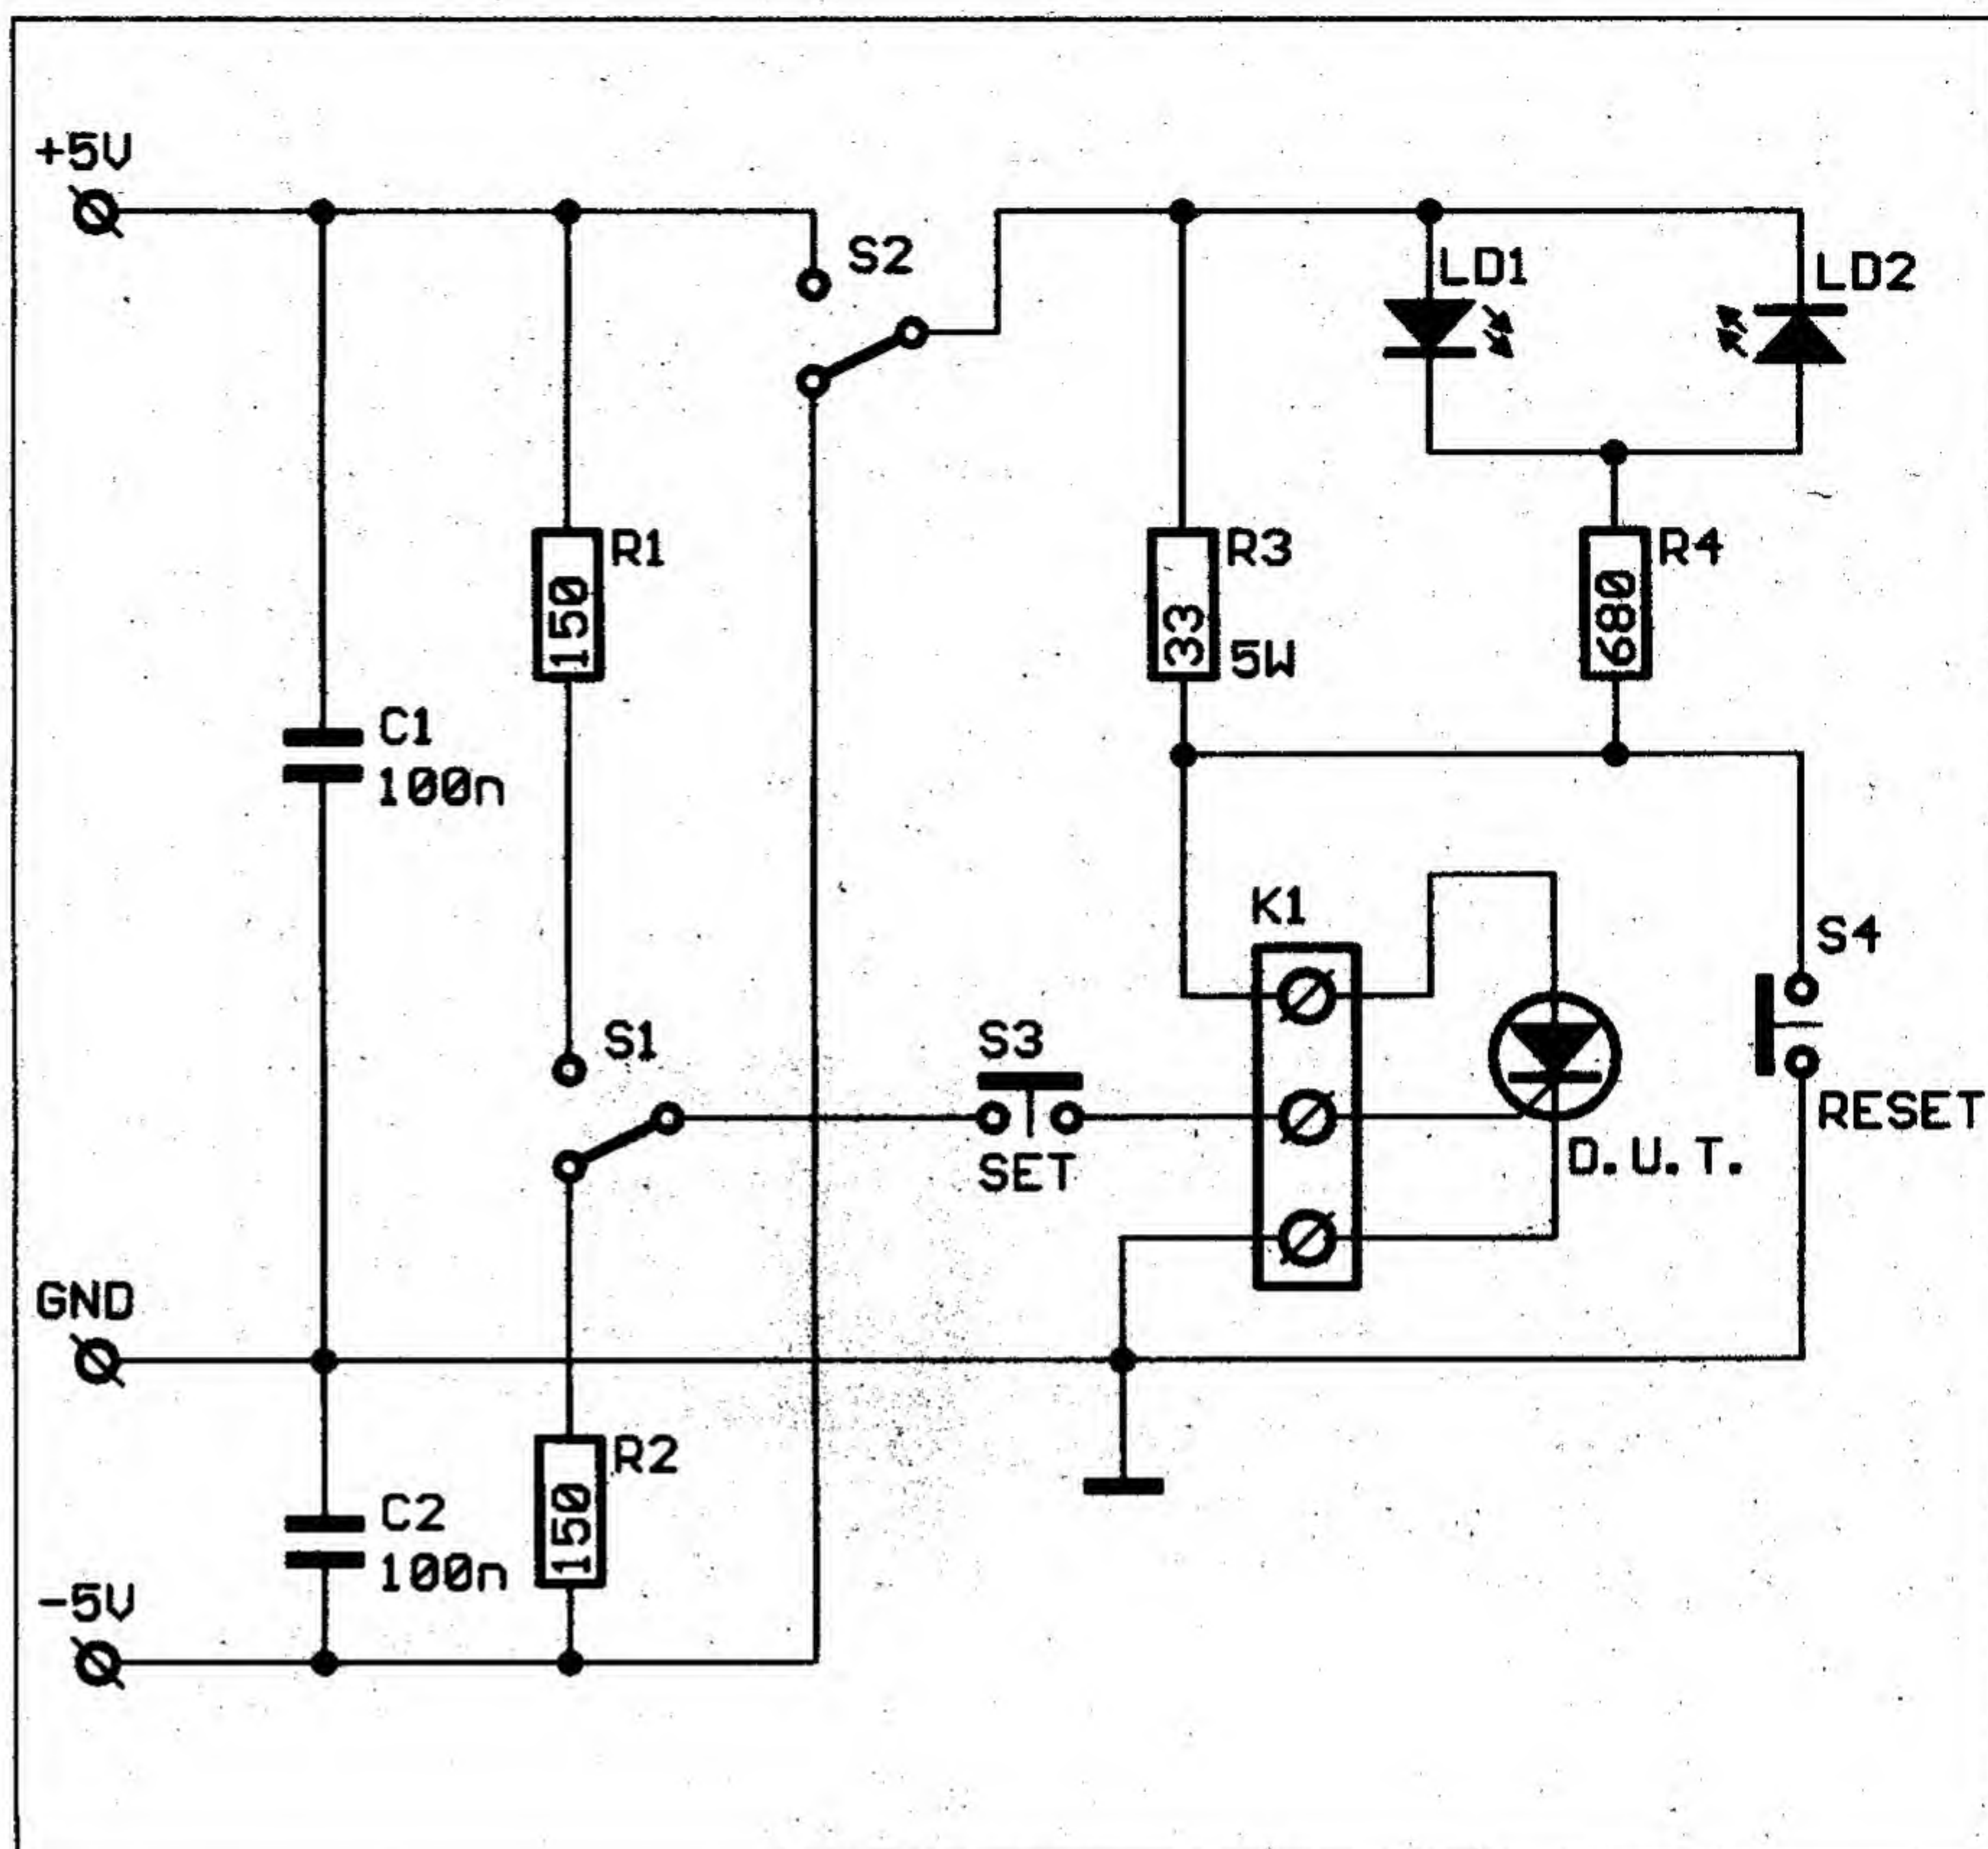 +5V
S2
LD1
LD2
R1
150
R3
33
5W
R4
680
C1
100n
K1
S4
S1
S3
SET
RESET
D.U.T.
GND
R2
150
C2
100n
-5V